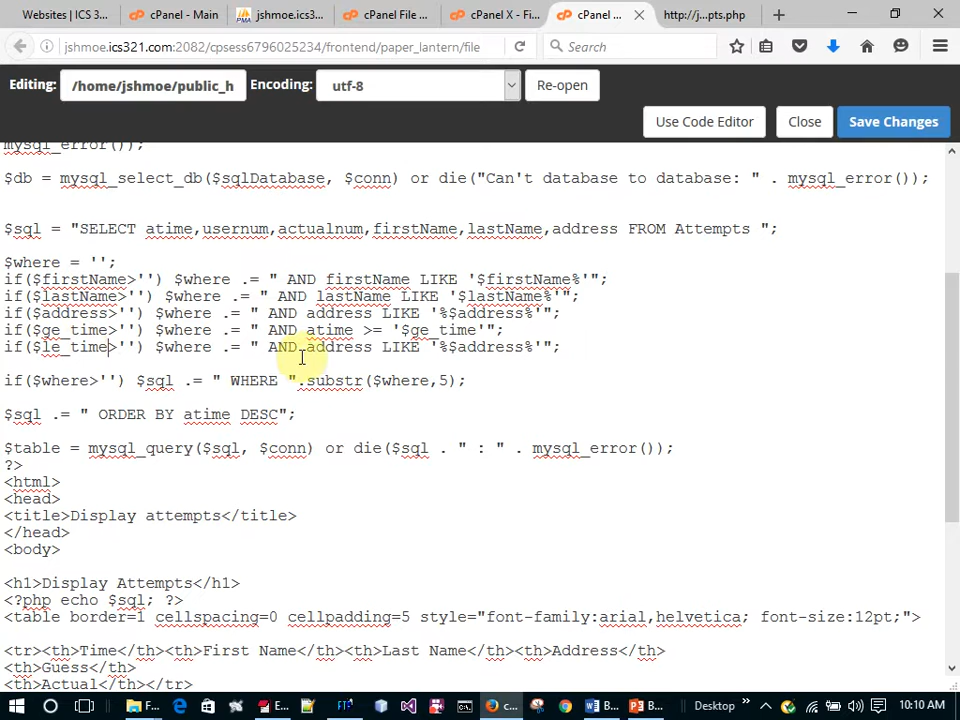 Websites | ICS 3...
cPanel - Main
jshmoe.ics3...
cPanel File ...
cPanel X - Fi...
cPanel ...
http://j...pts.php
jshmoe.ics321.com:2082/cpsess6796025234/frontend/paper_lantern/file
Search
Editing: /home/jshmoe/public_h Encoding: utf-8 Re-open
Use Code Editor Close Save Changes
mysql_error());
$db = mysql_select_db($sqlDatabase, $conn) or die("Can't database to database: " . mysql_error());
$sql = "SELECT atime,usernum,actualnum,firstName,lastName,address FROM Attempts ";
$where = '';
if($firstName>'') $where .= " AND firstName LIKE '$firstName%'";
if($lastName>'') $where .= " AND lastName LIKE '$lastName%'";
if($address>'') $where .= " AND address LIKE '%$address%'";
if($ge_time>'') $where .= " AND atime >= '$ge_time'";
if($le_time>'') $where .= " AND address LIKE '%$address%'";
if($where>'') $sql .= " WHERE ".substr($where,5);
$sql .= " ORDER BY atime DESC";
$table = mysql_query($sql, $conn) or die($sql . " : " . mysql_error());
?>
<html>
<head>
<title>Display attempts</title>
</head>
<body>
<h1>Display Attempts</h1>
<?php echo $sql; ?>
<table border=1 cellspacing=0 cellpadding=5 style="font-family:arial,helvetica; font-size:12pt;">
<tr><th>Time</th><th>First Name</th><th>Last Name</th><th>Address</th>
<th>Guess</th>
<th>Actual</th></tr>
F... E... F... c... B... B... Desktop 10:10 AM